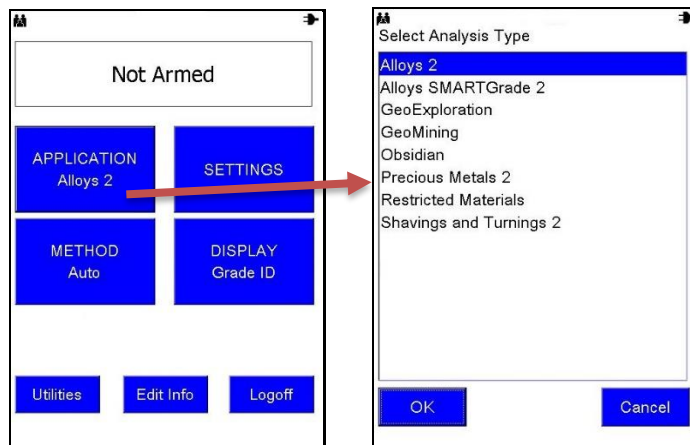 Not Armed
APPLICATION
Alloys 2
SETTINGS
METHOD
Auto
DISPLAY
Grade ID
Utilities
Edit Info
Logoff
Select Analysis Type
Alloys 2
Alloys SMARTGrade 2
GeoExploration
GeoMining
Obsidian
Precious Metals 2
Restricted Materials
Shavings and Turnings 2
OK
Cancel